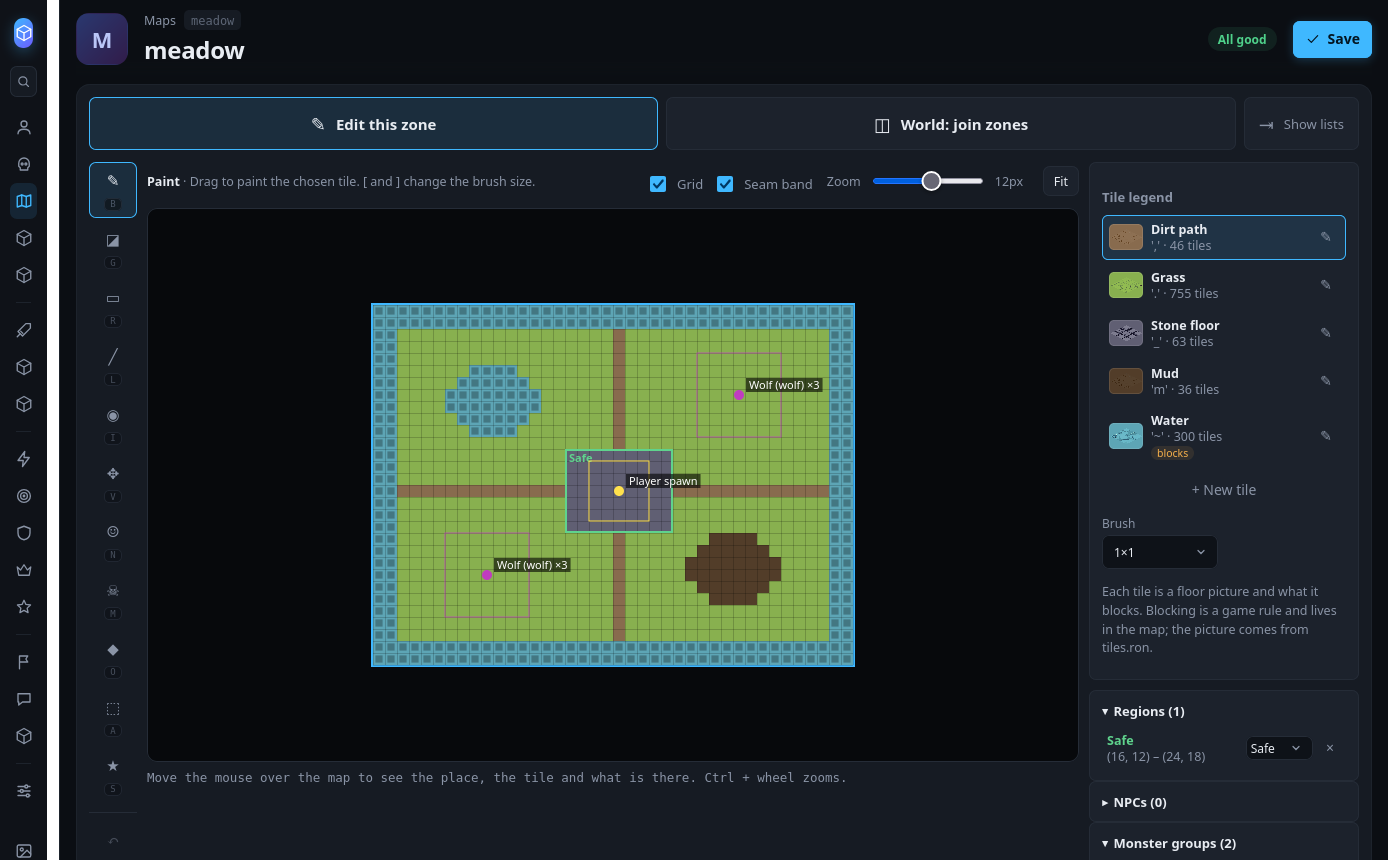 M
Maps meadow
meadow
All good
Save
Edit this zone
World: join zones
Show lists
B
G
R
L
I
V
N
M
O
A
S
Paint · Drag to paint the chosen tile. [ and ] change the brush size.
Grid
Seam band
Zoom
12px
Fit
Wolf (wolf) ×3
Safe
Player spawn
Wolf (wolf) ×3
Move the mouse over the map to see the place, the tile and what is there. Ctrl + wheel zooms.
Tile legend
Dirt path
',' · 46 tiles
Grass
'.' · 755 tiles
Stone floor
'_' · 63 tiles
Mud
'm' · 36 tiles
Water
'~' · 300 tiles
blocks
+ New tile
Brush
1×1
Each tile is a floor picture and what it
blocks. Blocking is a game rule and lives
in the map; the picture comes from
tiles.ron.
Regions (1)
Safe
(16, 12) – (24, 18)
Safe
×
NPCs (0)
Monster groups (2)